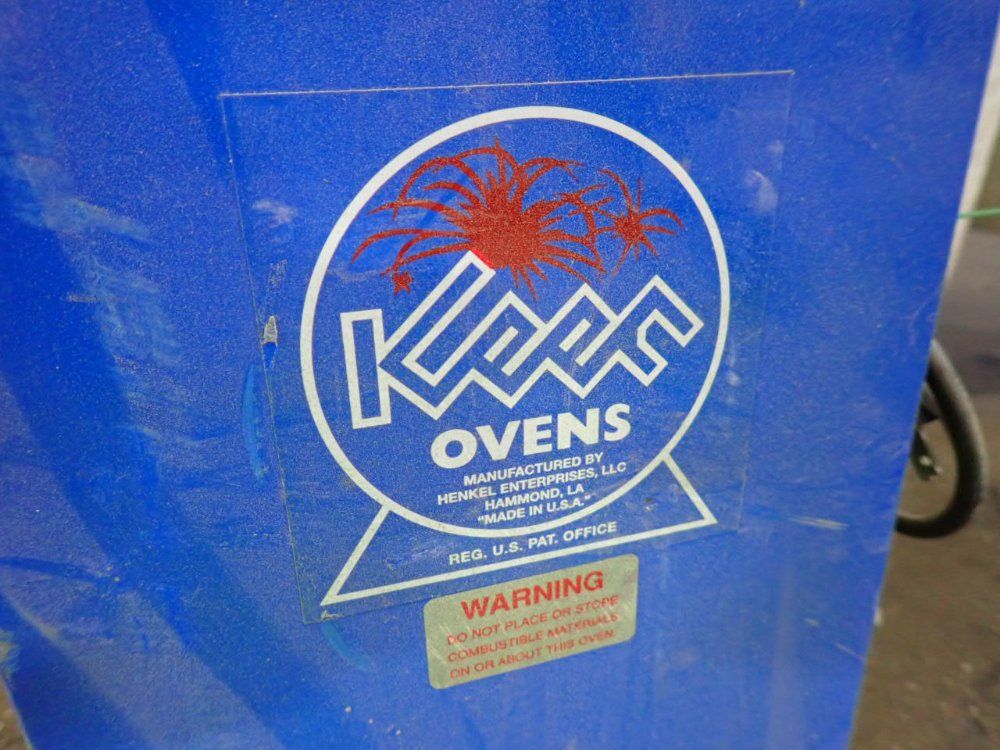 Keen
OVENS
MANUFACTURED BY
HENKEL ENTERPRISES, LLC
HAMMOND, LA
"MADE IN U.S.A."
REG. U.S. PAT. OFFICE
WARNING
DO NOT PLACE OR STORE
COMBUSTIBLE MATERIALS
ON OR ABOUT THIS OVEN.